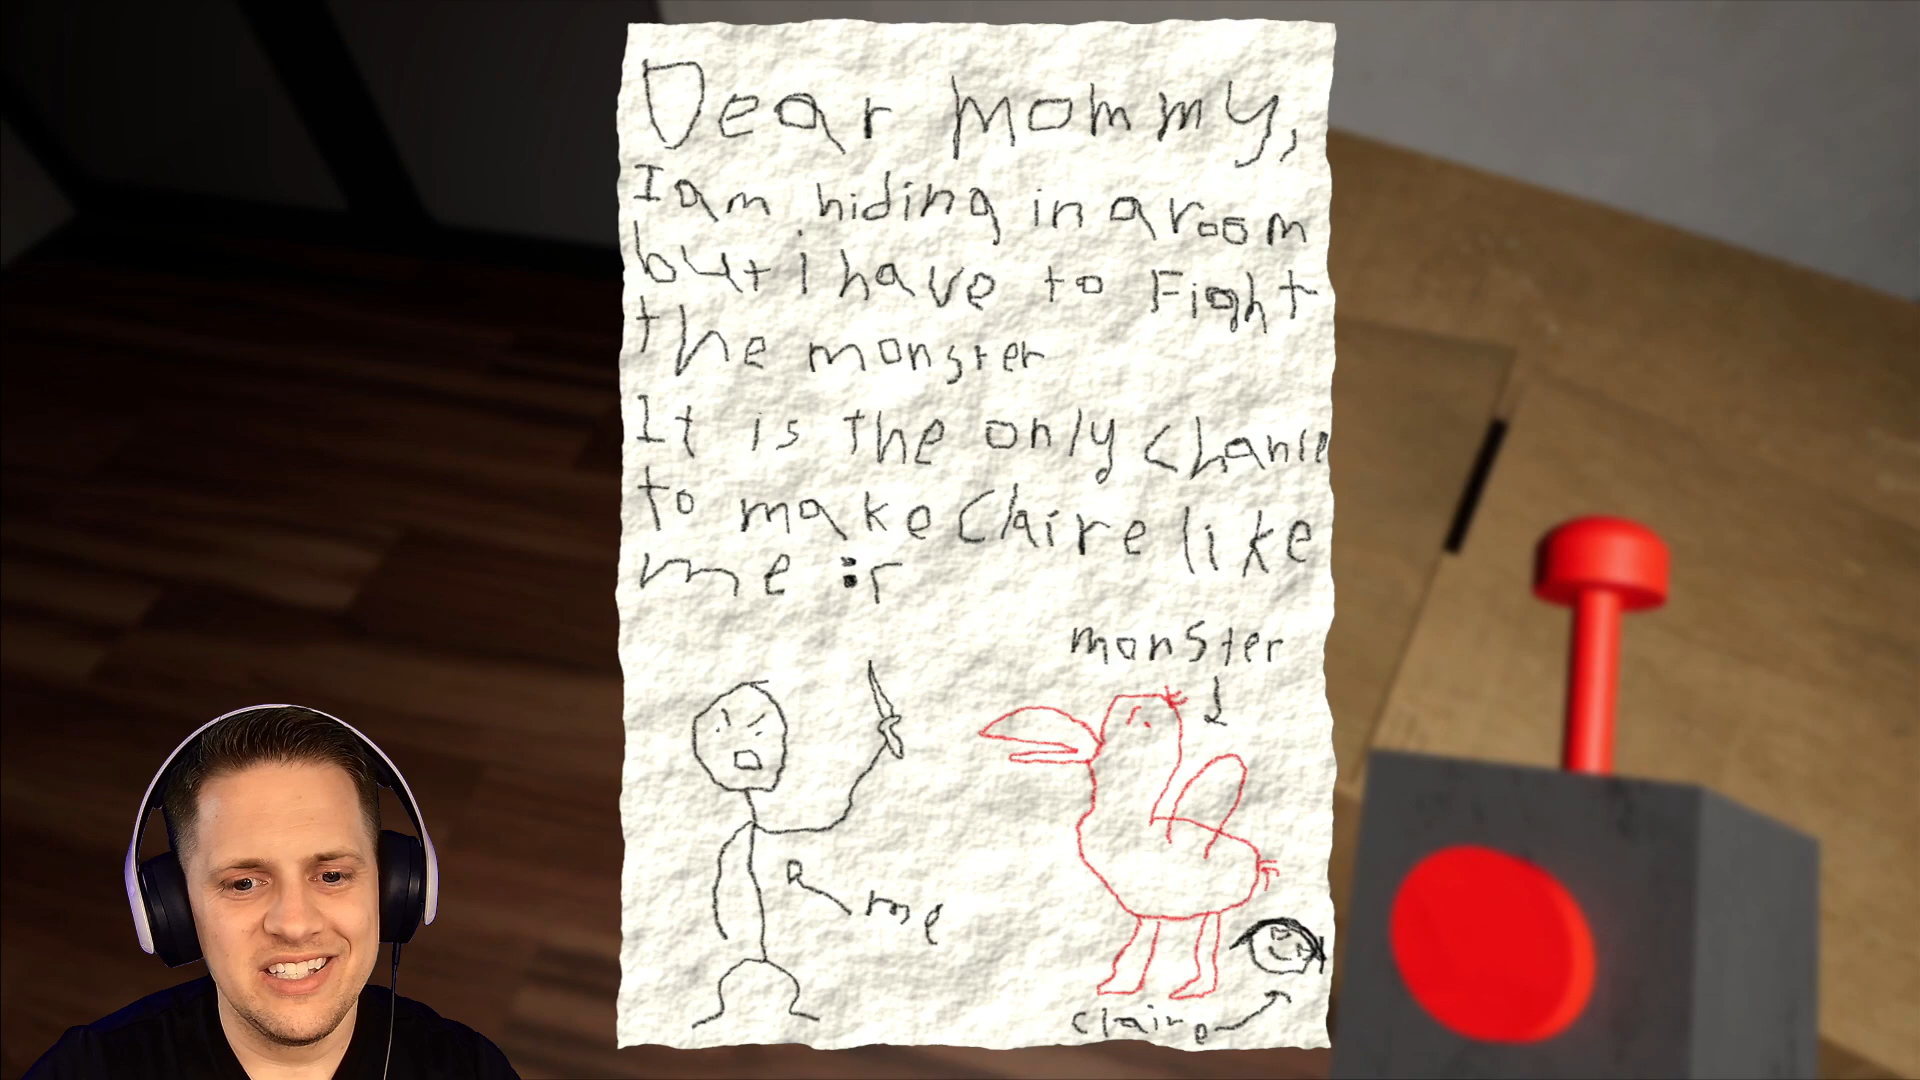 Dear mommy,
I am hiding in a room
but i have to Fight
the monster
It is the only chance
to make Claire like
me :r
monster
me
claire